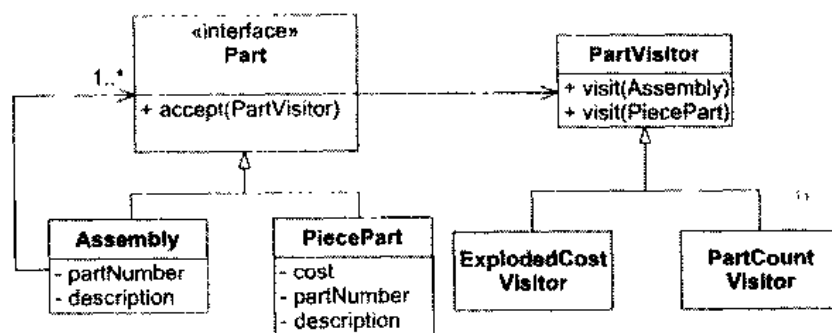 «interface»
Part
+ accept(PartVisitor)
1..*
PartVisitor
+ visit(Assembly)
+ visit(PiecePart)
Assembly
- partNumber
- description
PiecePart
- cost
- partNumber
- description
ExplodedCost
Visitor
PartCount
Visitor